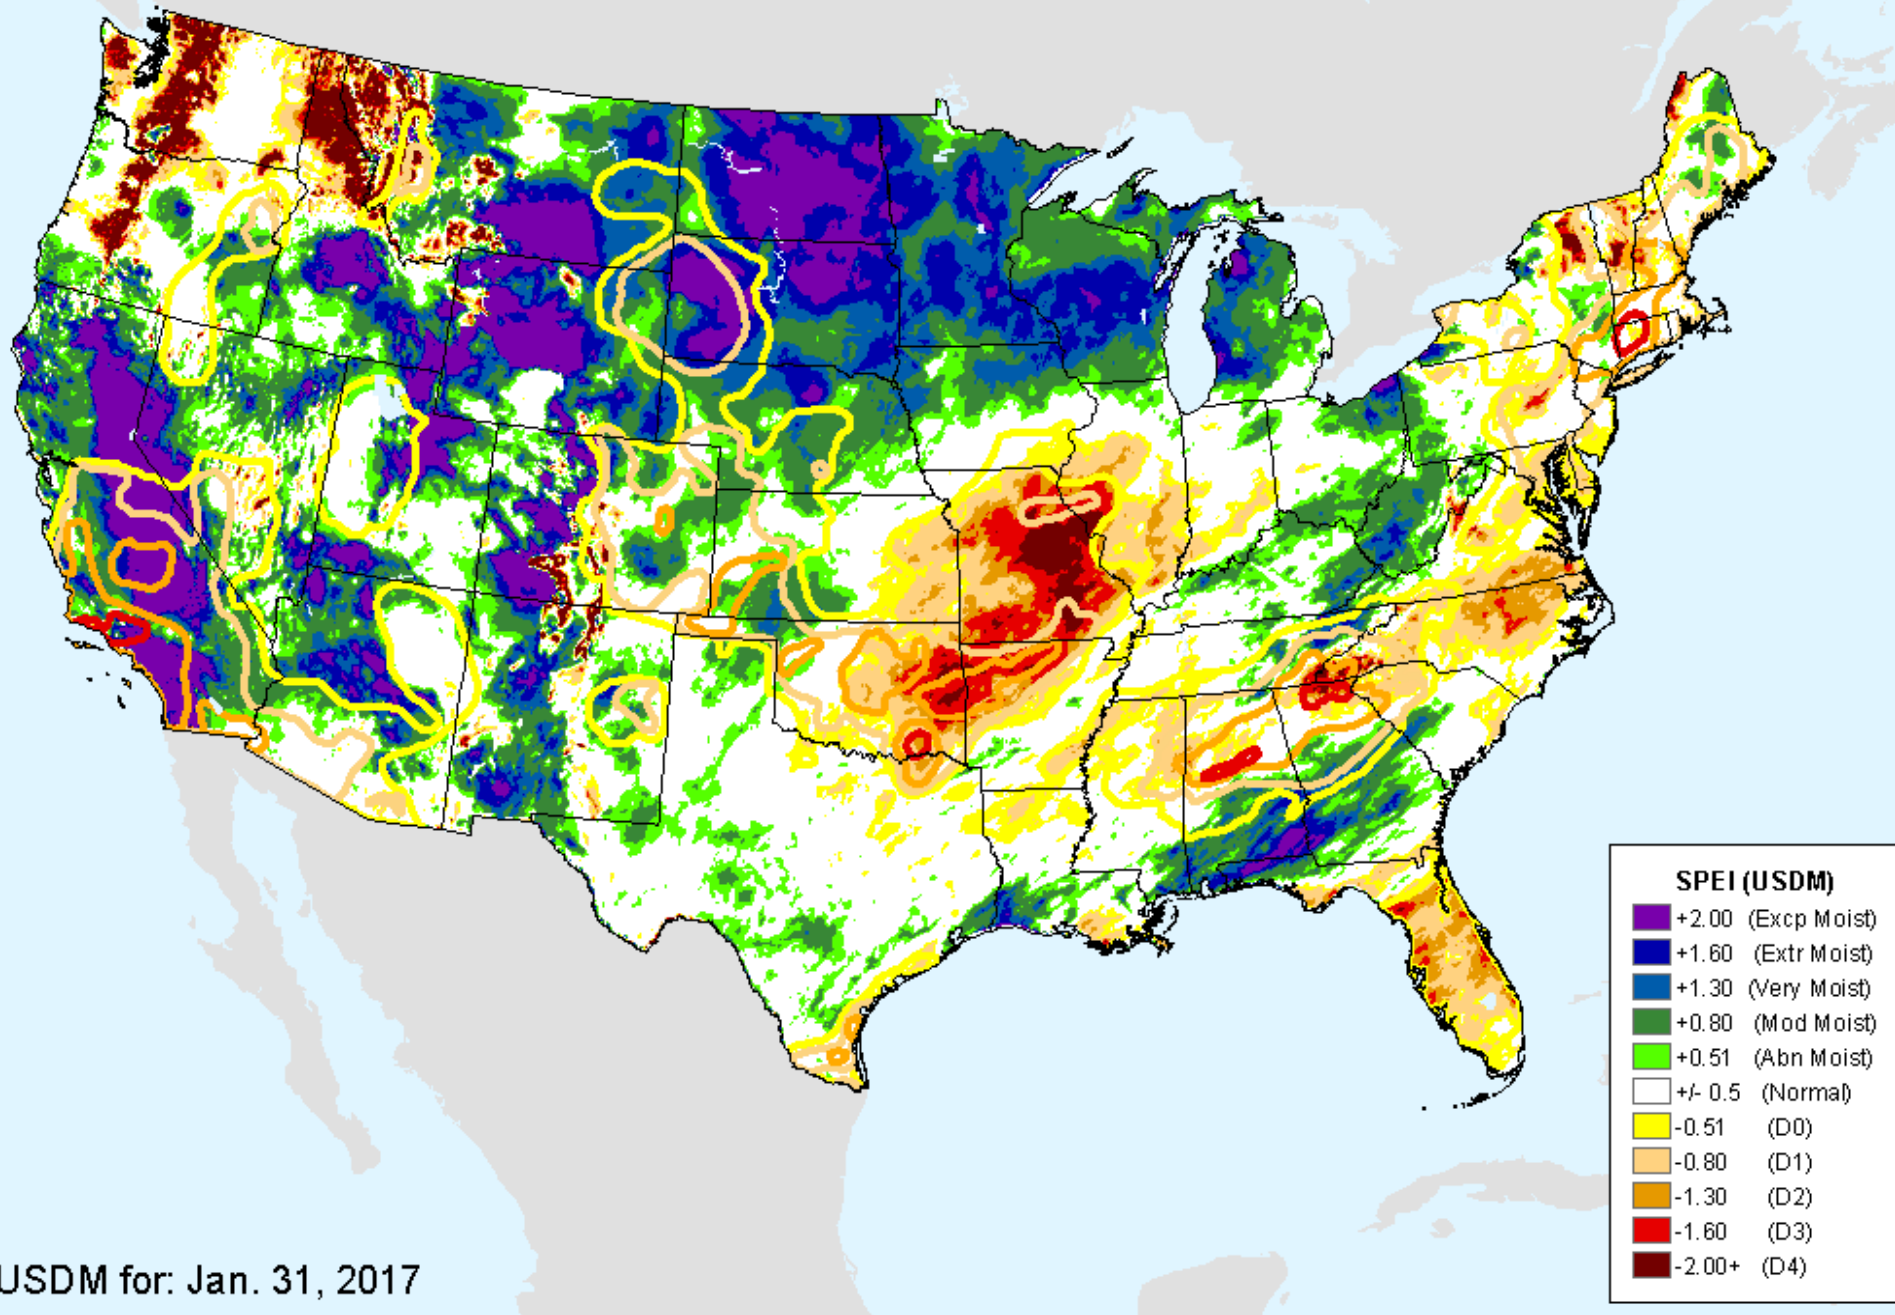 SPEI (USDM)
+2.00 (Excp Moist)
+1.60 (Extr Moist)
+1.30 (Very Moist)
+0.80 (Mod Moist)
+0.51 (Abn Moist)
+/- 0.5 (Normal)
-0.51 (D0)
-0.80 (D1)
-1.30 (D2)
-1.60 (D3)
-2.00+ (D4)
USDM for: Jan. 31, 2017